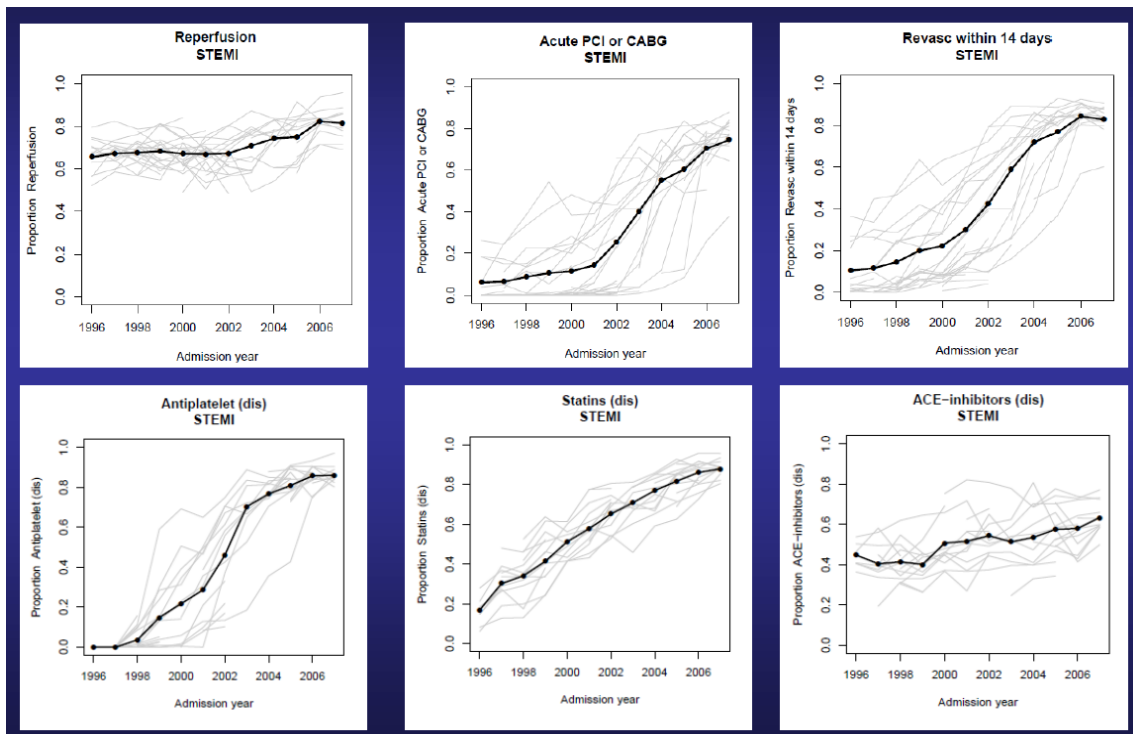 Reperfusion
STEMI
Proportion Reperfusion
1.0
0.8
0.6
0.4
0.2
0.0
1996 1998 2000 2002 2004 2006
Admission year
Acute PCI or CABG
STEMI
Proportion Acute PCI or CABG
1.0
0.8
0.6
0.4
0.2
0.0
1996 1998 2000 2002 2004 2006
Admission year
Revasc within 14 days
STEMI
Proportion Revasc within 14 days
1.0
0.8
0.6
0.4
0.2
0.0
1996 1998 2000 2002 2004 2006
Admission year
Antiplatelet (dis)
STEMI
Proportion Antiplatelet (dis)
1.0
0.8
0.6
0.4
0.2
0.0
1996 1998 2000 2002 2004 2006
Admission year
Statins (dis)
STEMI
Proportion Statins (dis)
1.0
0.8
0.6
0.4
0.2
0.0
1996 1998 2000 2002 2004 2006
Admission year
ACE−inhibitors (dis)
STEMI
Proportion ACE−inhibitors (dis)
1.0
0.8
0.6
0.4
0.2
0.0
1996 1998 2000 2002 2004 2006
Admission year